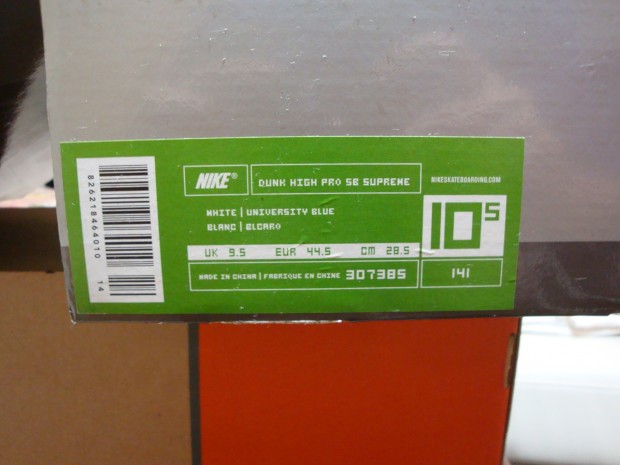 NIKE® DUNK HIGH PRO SB SUPREME NIKESKATEBOARDING.COM
WHITE | UNIVERSITY BLUE
BLANC | BLCARO
10 5
UK 9.5 EUR 44.5 CM 28.5
MADE IN CHINA | FABRIQUE EN CHINE 307385 141
826218464010 14